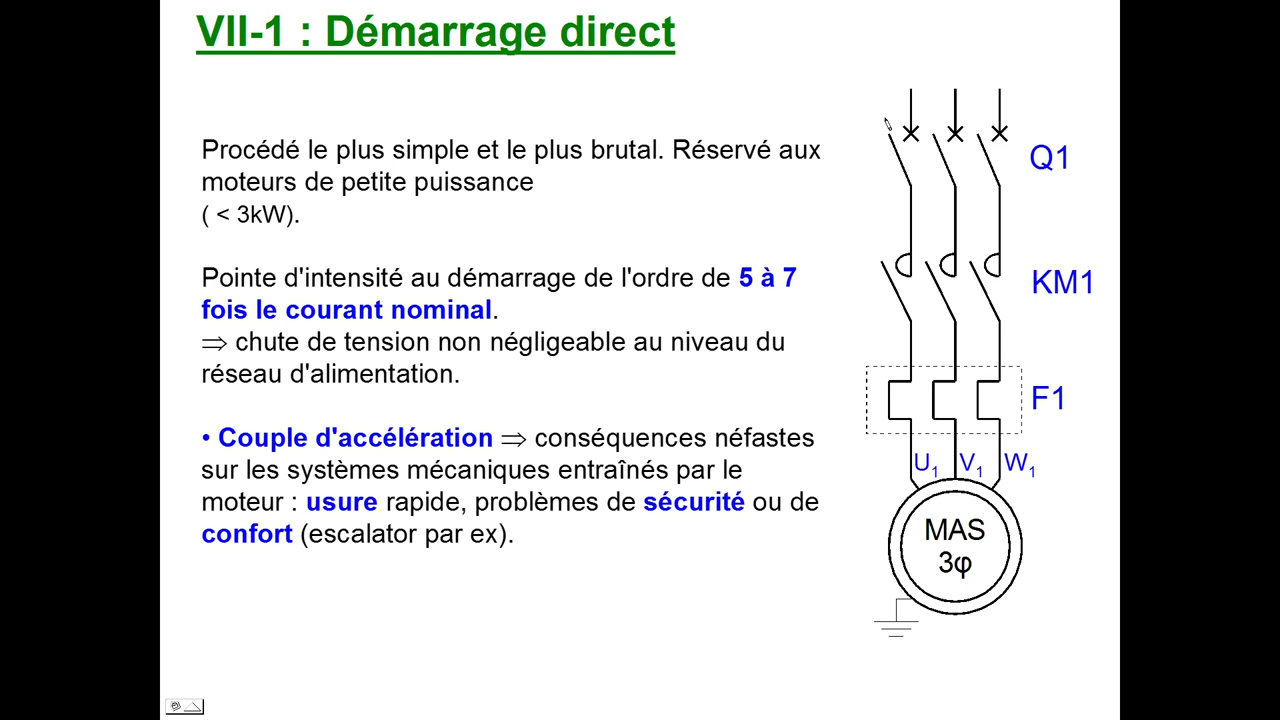 VII-1 : Démarrage direct
Procédé le plus simple et le plus brutal. Réservé aux
moteurs de petite puissance
( < 3kW).
Pointe d'intensité au démarrage de l'ordre de 5 à 7
fois le courant nominal.
⇒ chute de tension non négligeable au niveau du
réseau d'alimentation.
• Couple d'accélération ⇒ conséquences néfastes
sur les systèmes mécaniques entraînés par le
moteur : usure rapide, problèmes de sécurité ou de
confort (escalator par ex).
Q1
KM1
F1
U1 V1 W1
MAS
3φ